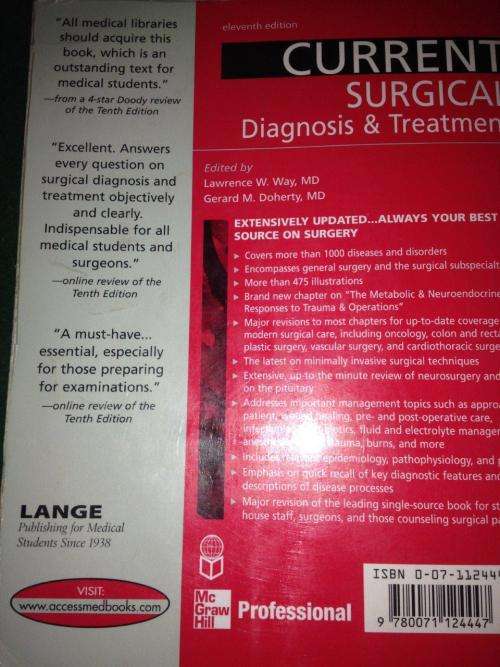 "All medical libraries
should acquire this
book, which is an
outstanding text for
medical students."
—from a 4-star Doody review
of the Tenth Edition
"Excellent. Answers
every question on
surgical diagnosis and
treatment objectively
and clearly.
Indispensable for all
medical students and
surgeons."
—online review of the
Tenth Edition
"A must-have...
essential, especially
for those preparing
for examinations."
—online review of the
Tenth Edition
LANGE
Publishing for Medical
Students Since 1938
VISIT:
www.accessmedbooks.com
eleventh edition
CURRENT
SURGICAL
Diagnosis & Treatmen
Edited by
Lawrence W. Way, MD
Gerard M. Doherty, MD
EXTENSIVELY UPDATED...ALWAYS YOUR BEST
SOURCE ON SURGERY
▸ Covers more than 1000 diseases and disorders
▸ Encompasses general surgery and the surgical subspecialt
▸ More than 475 illustrations
▸ Brand new chapter on "The Metabolic & Neuroendocrine
Responses to Trauma & Operations"
▸ Major revisions to most chapters for up-to-date coverage
modern surgical care, including oncology, colon and recta
plastic surgery, vascular surgery, and cardiothoracic surge
▸ The latest on minimally invasive surgical techniques
▸ Extensive, up-to-the minute review of neurosurgery and
on the pituitary
▸ Addresses important management topics such as appro
patient, wound healing, pre- and post-operative care,
fluid and electrolyte manage
trauma, burns, and more
▸ epidemiology, pathophysiology, and
▸ Emphasis on quick recall of key diagnostic features and
descriptions of disease processes
▸ Major revision of the leading single-source book for st
house staff, surgeons, and those counseling surgical pa
Mc
Graw
Hill
Professional
ISBN 0-07-11244
9 780071 124447